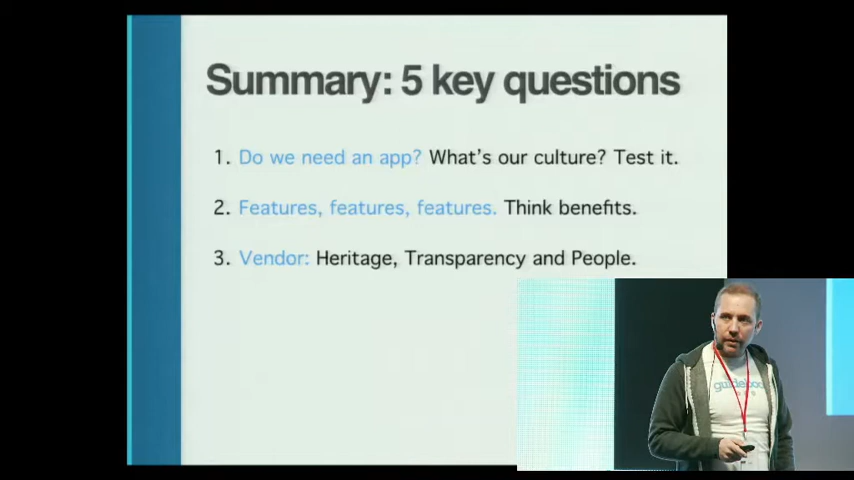 Summary: 5 key questions
1. Do we need an app? What's our culture? Test it.
2. Features, features, features. Think benefits.
3. Vendor: Heritage, Transparency and People.